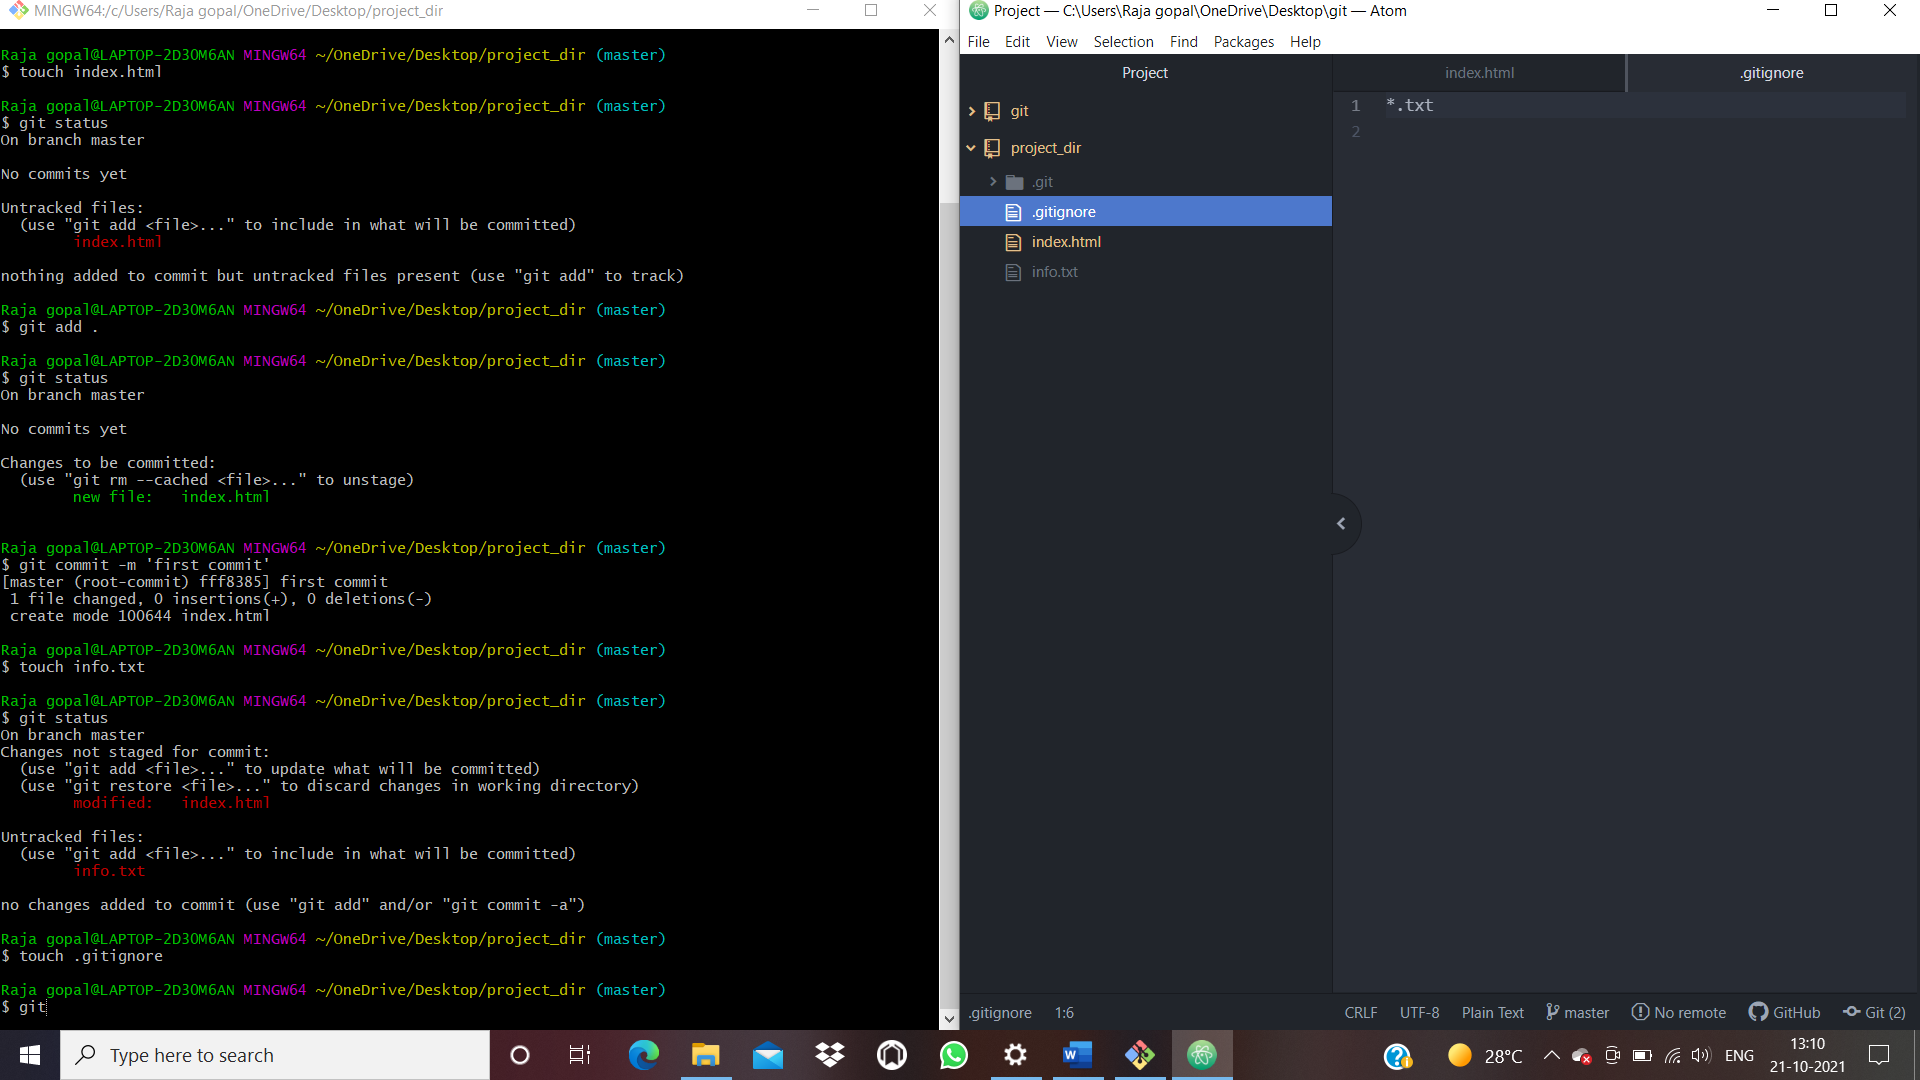 MINGW64:/c/Users/Raja gopal/OneDrive/Desktop/project_dir
Raja gopal@LAPTOP-2D3OM6AN MINGW64 ~/OneDrive/Desktop/project_dir (master)
$ touch index.html
Raja gopal@LAPTOP-2D3OM6AN MINGW64 ~/OneDrive/Desktop/project_dir (master)
$ git status
On branch master
No commits yet
Untracked files:
(use "git add <file>..." to include in what will be committed)
index.html
nothing added to commit but untracked files present (use "git add" to track)
Raja gopal@LAPTOP-2D3OM6AN MINGW64 ~/OneDrive/Desktop/project_dir (master)
$ git add .
Raja gopal@LAPTOP-2D3OM6AN MINGW64 ~/OneDrive/Desktop/project_dir (master)
$ git status
On branch master
No commits yet
Changes to be committed:
(use "git rm --cached <file>..." to unstage)
new file:   index.html
Raja gopal@LAPTOP-2D3OM6AN MINGW64 ~/OneDrive/Desktop/project_dir (master)
$ git commit -m 'first commit'
[master (root-commit) fff8385] first commit
1 file changed, 0 insertions(+), 0 deletions(-)
create mode 100644 index.html
Raja gopal@LAPTOP-2D3OM6AN MINGW64 ~/OneDrive/Desktop/project_dir (master)
$ touch info.txt
Raja gopal@LAPTOP-2D3OM6AN MINGW64 ~/OneDrive/Desktop/project_dir (master)
$ git status
On branch master
Changes not staged for commit:
(use "git add <file>..." to update what will be committed)
(use "git restore <file>..." to discard changes in working directory)
modified:   index.html
Untracked files:
(use "git add <file>..." to include in what will be committed)
info.txt
no changes added to commit (use "git add" and/or "git commit -a")
Raja gopal@LAPTOP-2D3OM6AN MINGW64 ~/OneDrive/Desktop/project_dir (master)
$ touch .gitignore
Raja gopal@LAPTOP-2D3OM6AN MINGW64 ~/OneDrive/Desktop/project_dir (master)
$ git
Project — C:\Users\Raja gopal\OneDrive\Desktop\git — Atom
File Edit View Selection Find Packages Help
Project
git
project_dir
.git
.gitignore
index.html
info.txt
index.html .gitignore
1 *.txt
2
.gitignore 1:6 CRLF UTF-8 Plain Text master No remote GitHub Git (2)
Type here to search
28°C ENG
13:10
21-10-2021